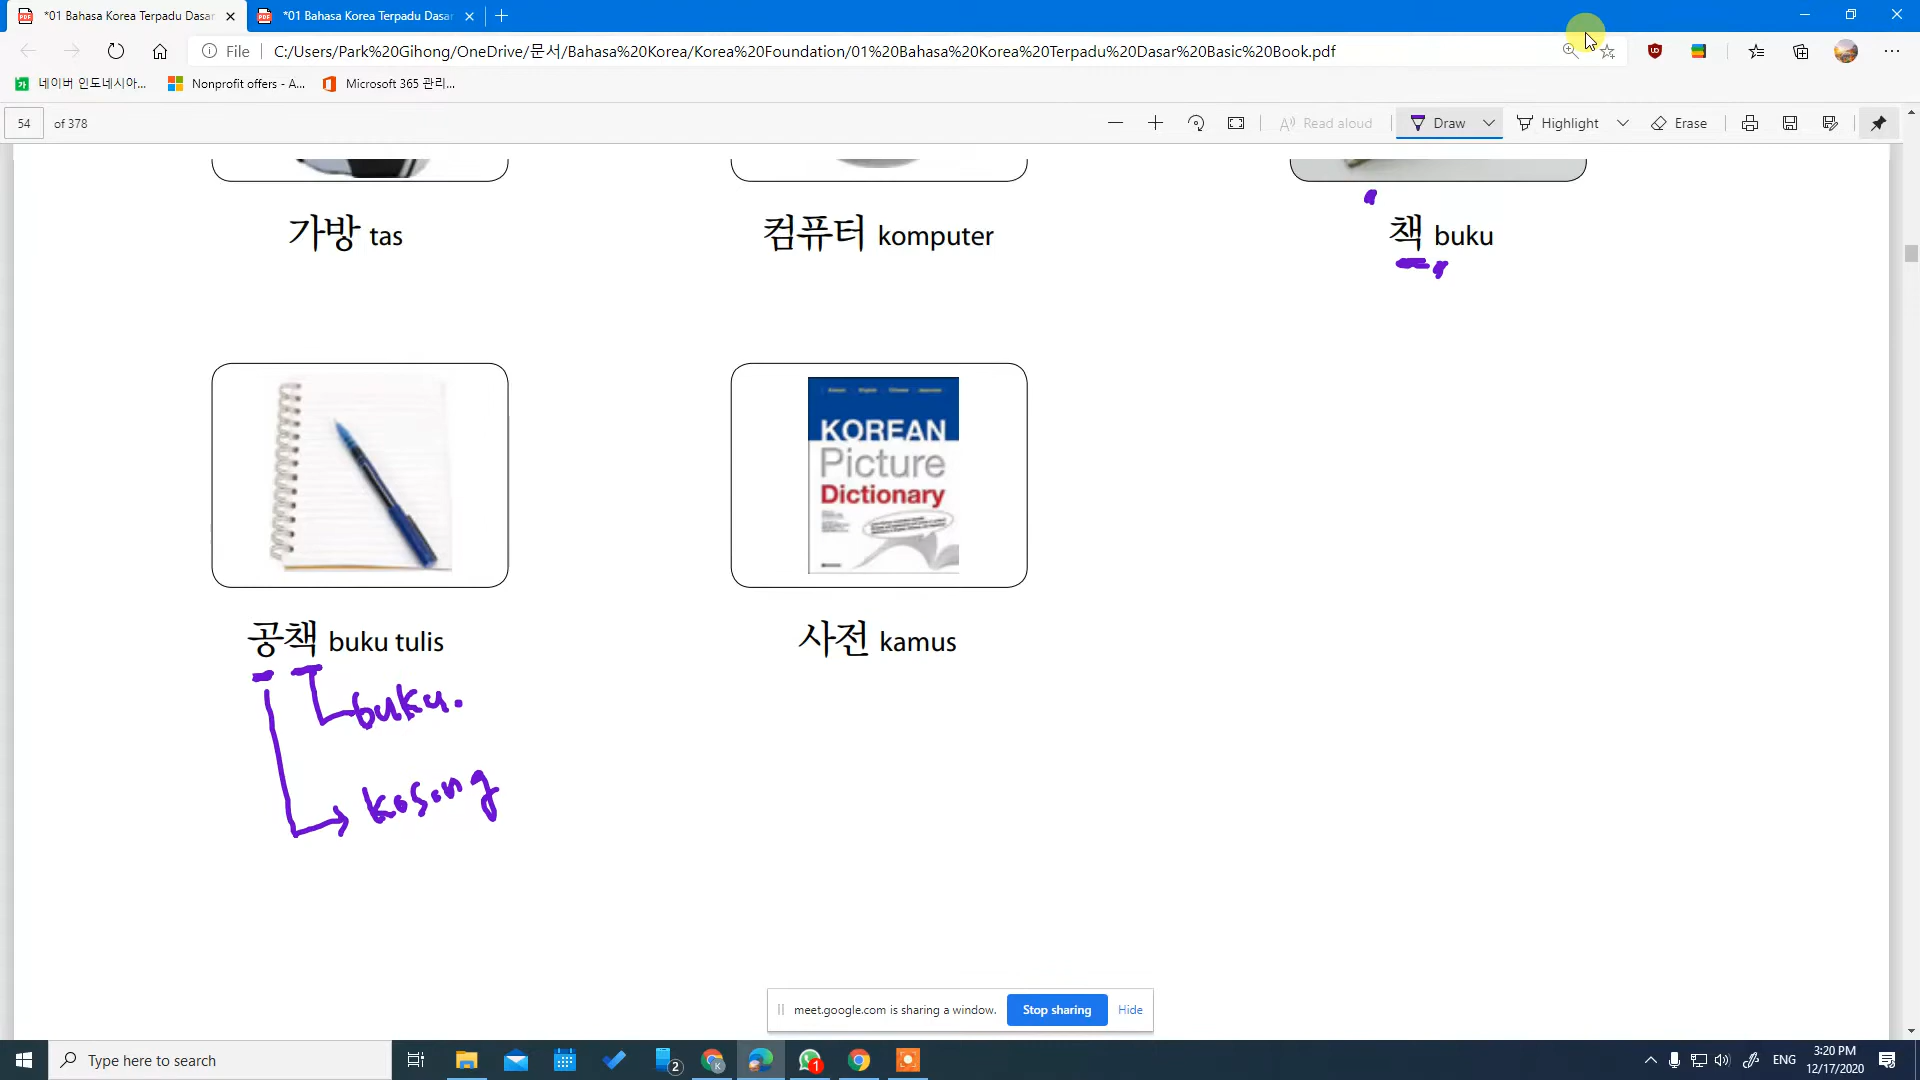 *01 Bahasa Korea Terpadu Dasar
*01 Bahasa Korea Terpadu Dasar
File
C:/Users/Park%20Gihong/OneDrive/문서/Bahasa%20Korea/Korea%20Foundation/01%20Bahasa%20Korea%20Terpadu%20Dasar%20Basic%20Book.pdf
네이버 인도네시아...
Nonprofit offers - A...
Microsoft 365 관리...
54 of 378
Read aloud
Draw
Highlight
Erase
가방 tas
컴퓨터 komputer
책 buku
KOREAN
Picture
Dictionary
공책 buku tulis
사전 kamus
buku.
kosong
meet.google.com is sharing a window.
Stop sharing
Hide
Type here to search
2
K
1
ENG
3:20 PM
12/17/2020